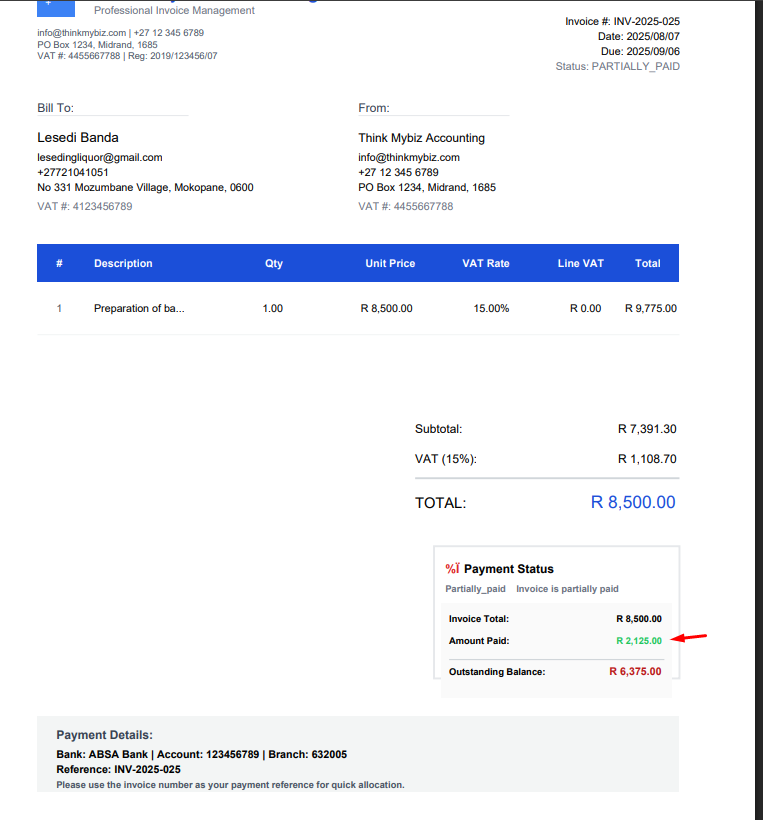 Professional Invoice Management
info@thinkmybiz.com | +27 12 345 6789
PO Box 1234, Midrand, 1685
VAT #: 4455667788 | Reg: 2019/123456/07
Invoice #: INV-2025-025
Date: 2025/08/07
Due: 2025/09/06
Status: PARTIALLY_PAID
Bill To:
Lesedi Banda
lesedingliquor@gmail.com
+27721041051
No 331 Mozumbane Village, Mokopane, 0600
VAT #: 4123456789
From:
Think Mybiz Accounting
info@thinkmybiz.com
+27 12 345 6789
PO Box 1234, Midrand, 1685
VAT #: 4455667788
# Description Qty Unit Price VAT Rate Line VAT Total
1 Preparation of ba... 1.00 R 8,500.00 15.00% R 0.00 R 9,775.00
Subtotal: R 7,391.30
VAT (15%): R 1,108.70
TOTAL: R 8,500.00
%Ï Payment Status
Partially_paid Invoice is partially paid
Invoice Total: R 8,500.00
Amount Paid: R 2,125.00
Outstanding Balance: R 6,375.00
Payment Details:
Bank: ABSA Bank | Account: 123456789 | Branch: 632005
Reference: INV-2025-025
Please use the invoice number as your payment reference for quick allocation.